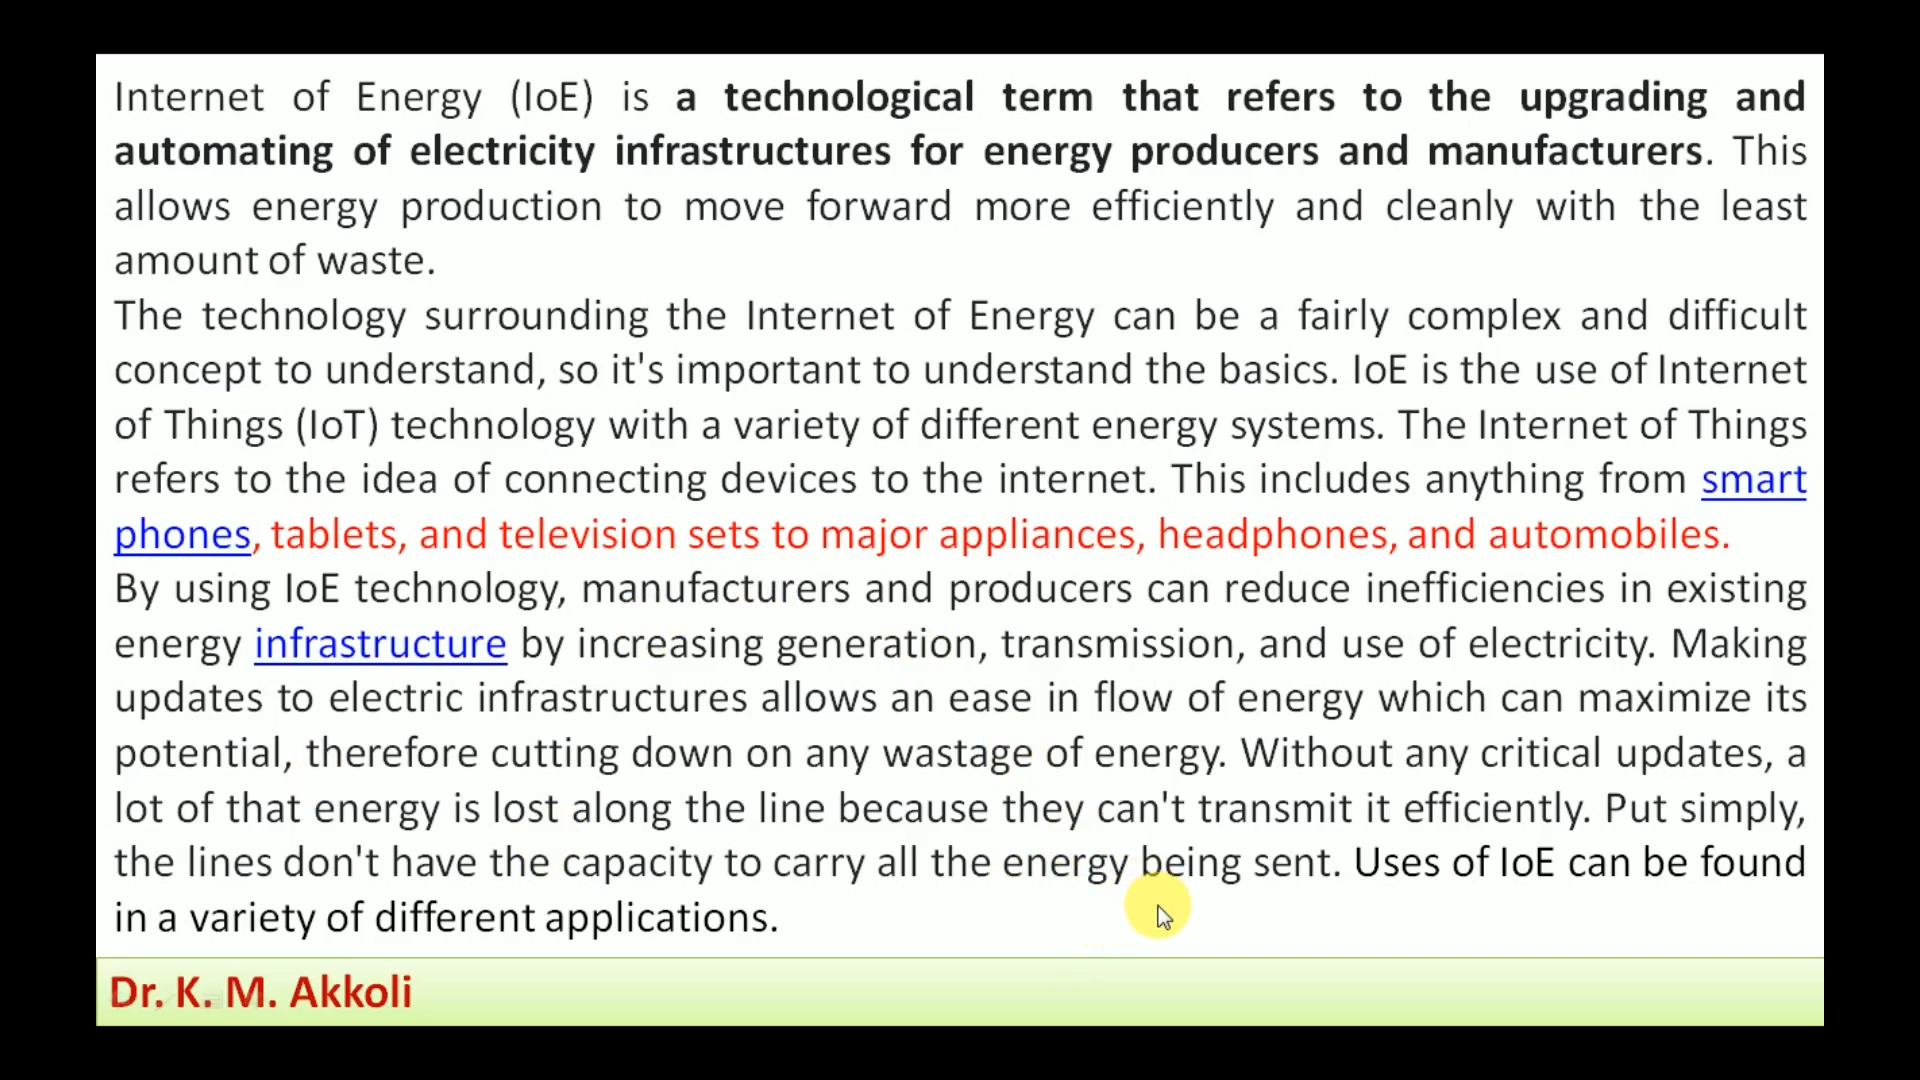 Internet of Energy (IoE) is a technological term that refers to the upgrading and
automating of electricity infrastructures for energy producers and manufacturers. This
allows energy production to move forward more efficiently and cleanly with the least
amount of waste.
The technology surrounding the Internet of Energy can be a fairly complex and difficult
concept to understand, so it's important to understand the basics. IoE is the use of Internet
of Things (IoT) technology with a variety of different energy systems. The Internet of Things
refers to the idea of connecting devices to the internet. This includes anything from smart
phones, tablets, and television sets to major appliances, headphones, and automobiles.
By using IoE technology, manufacturers and producers can reduce inefficiencies in existing
energy infrastructure by increasing generation, transmission, and use of electricity. Making
updates to electric infrastructures allows an ease in flow of energy which can maximize its
potential, therefore cutting down on any wastage of energy. Without any critical updates, a
lot of that energy is lost along the line because they can't transmit it efficiently. Put simply,
the lines don't have the capacity to carry all the energy being sent. Uses of IoE can be found
in a variety of different applications.
Dr. K. M. Akkoli